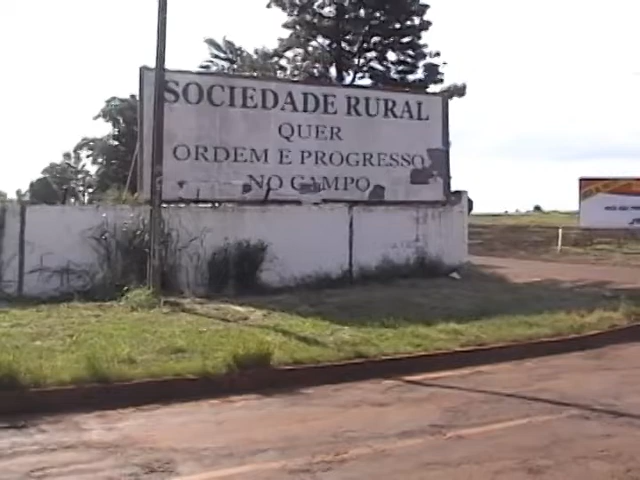 SOCIEDADE RURAL
QUER
ORDEM E PROGRESSO
NO CAMPO